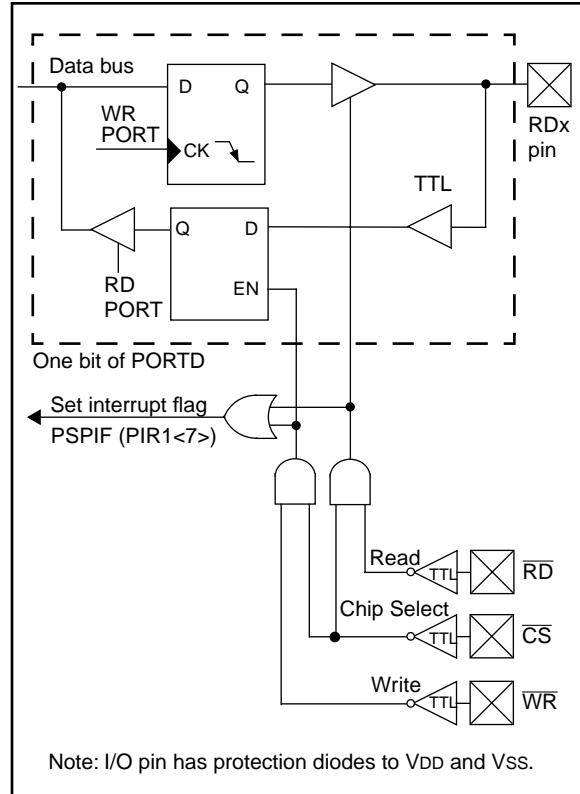 Data bus
D Q
WR
PORT
CK
RDx
pin
TTL
Q D
RD
PORT
EN
One bit of PORTD
Set interrupt flag
PSPIF (PIR1<7>)
Read
TTL
RD
Chip Select
TTL
CS
Write
TTL
WR
Note: I/O pin has protection diodes to VDD and VSS.